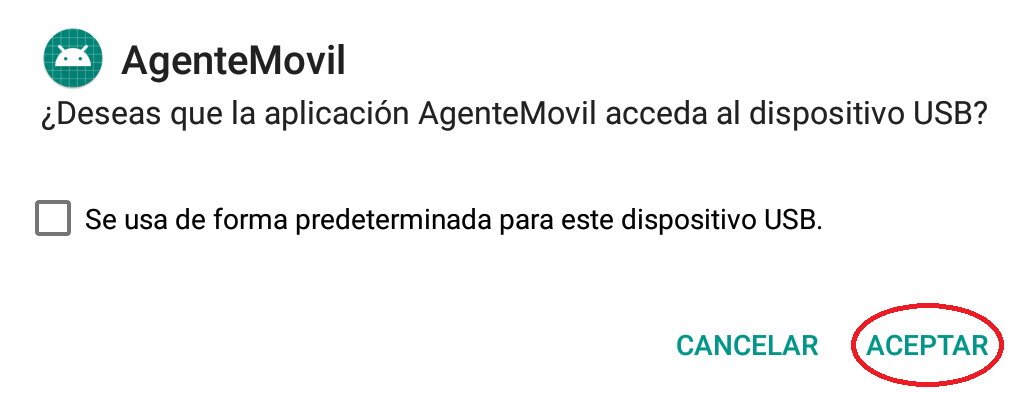 AgenteMovil
¿Deseas que la aplicación AgenteMovil acceda al dispositivo USB?
Se usa de forma predeterminada para este dispositivo USB.
CANCELAR ACEPTAR